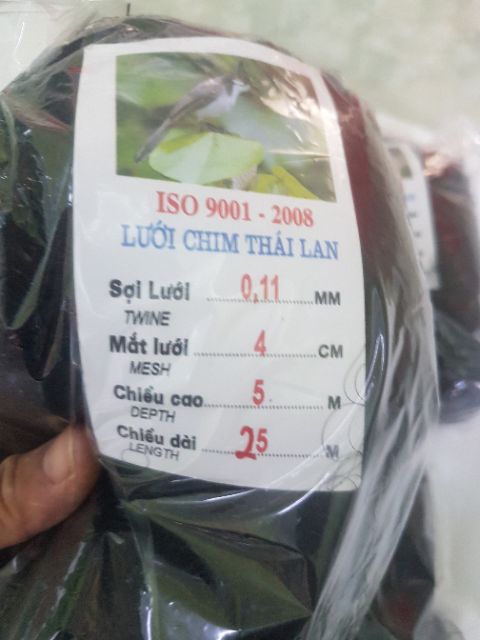 ISO 9001 - 2008
LƯỚI CHIM THÁI LAN
Sợi Lưới ........ 0,11 ........ MM
TWINE
Mắt lưới ........ 4 ........ CM
MESH
Chiều cao ........ 5 ........ M
DEPTH
Chiều dài ........ 25 ........ M
LENGTH